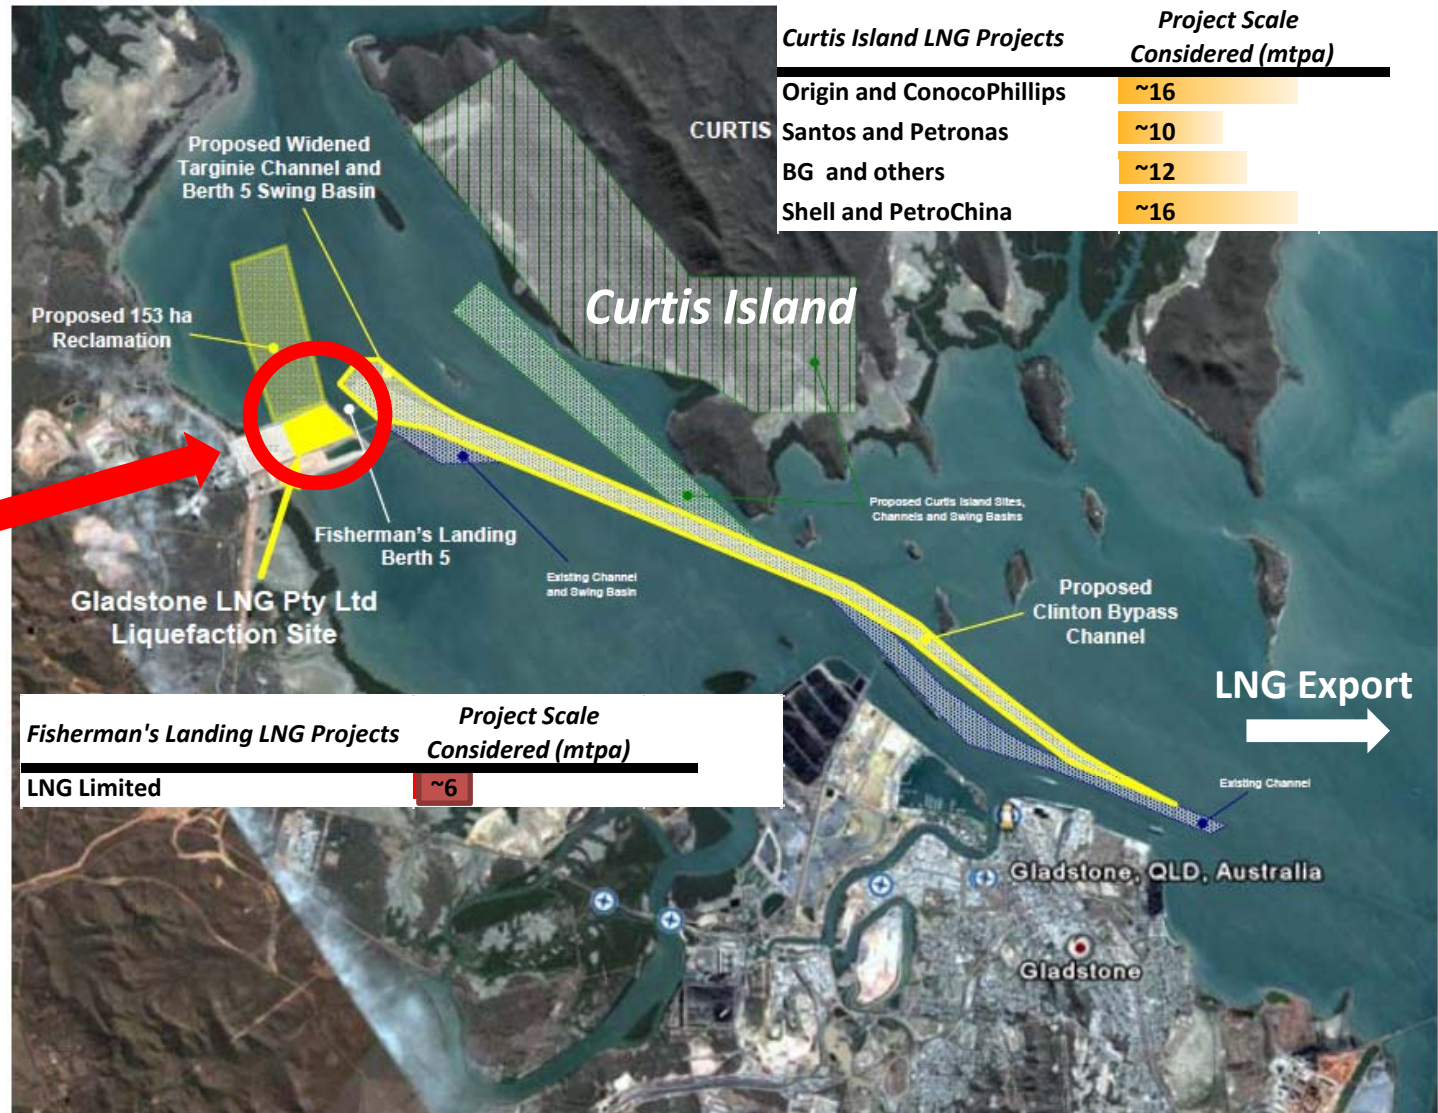 Curtis Island LNG Projects
Project Scale
Considered (mtpa)
Origin and ConocoPhillips ~16
Santos and Petronas ~10
BG  and others ~12
Shell and PetroChina ~16
CURTIS
Proposed Widened
Targinie Channel and
Berth 5 Swing Basin
Curtis Island
Proposed 153 ha
Reclamation
Proposed Curtis Island Sites,
Channels and Swing Basins
Fisherman's Landing
Berth 5
Existing Channel
and Swing Basin
Gladstone LNG Pty Ltd
Liquefaction Site
Proposed
Clinton Bypass
Channel
LNG Export
Fisherman's Landing LNG Projects
Project Scale
Considered (mtpa)
LNG Limited ~6
Existing Channel
Gladstone, QLD, Australia
Gladstone